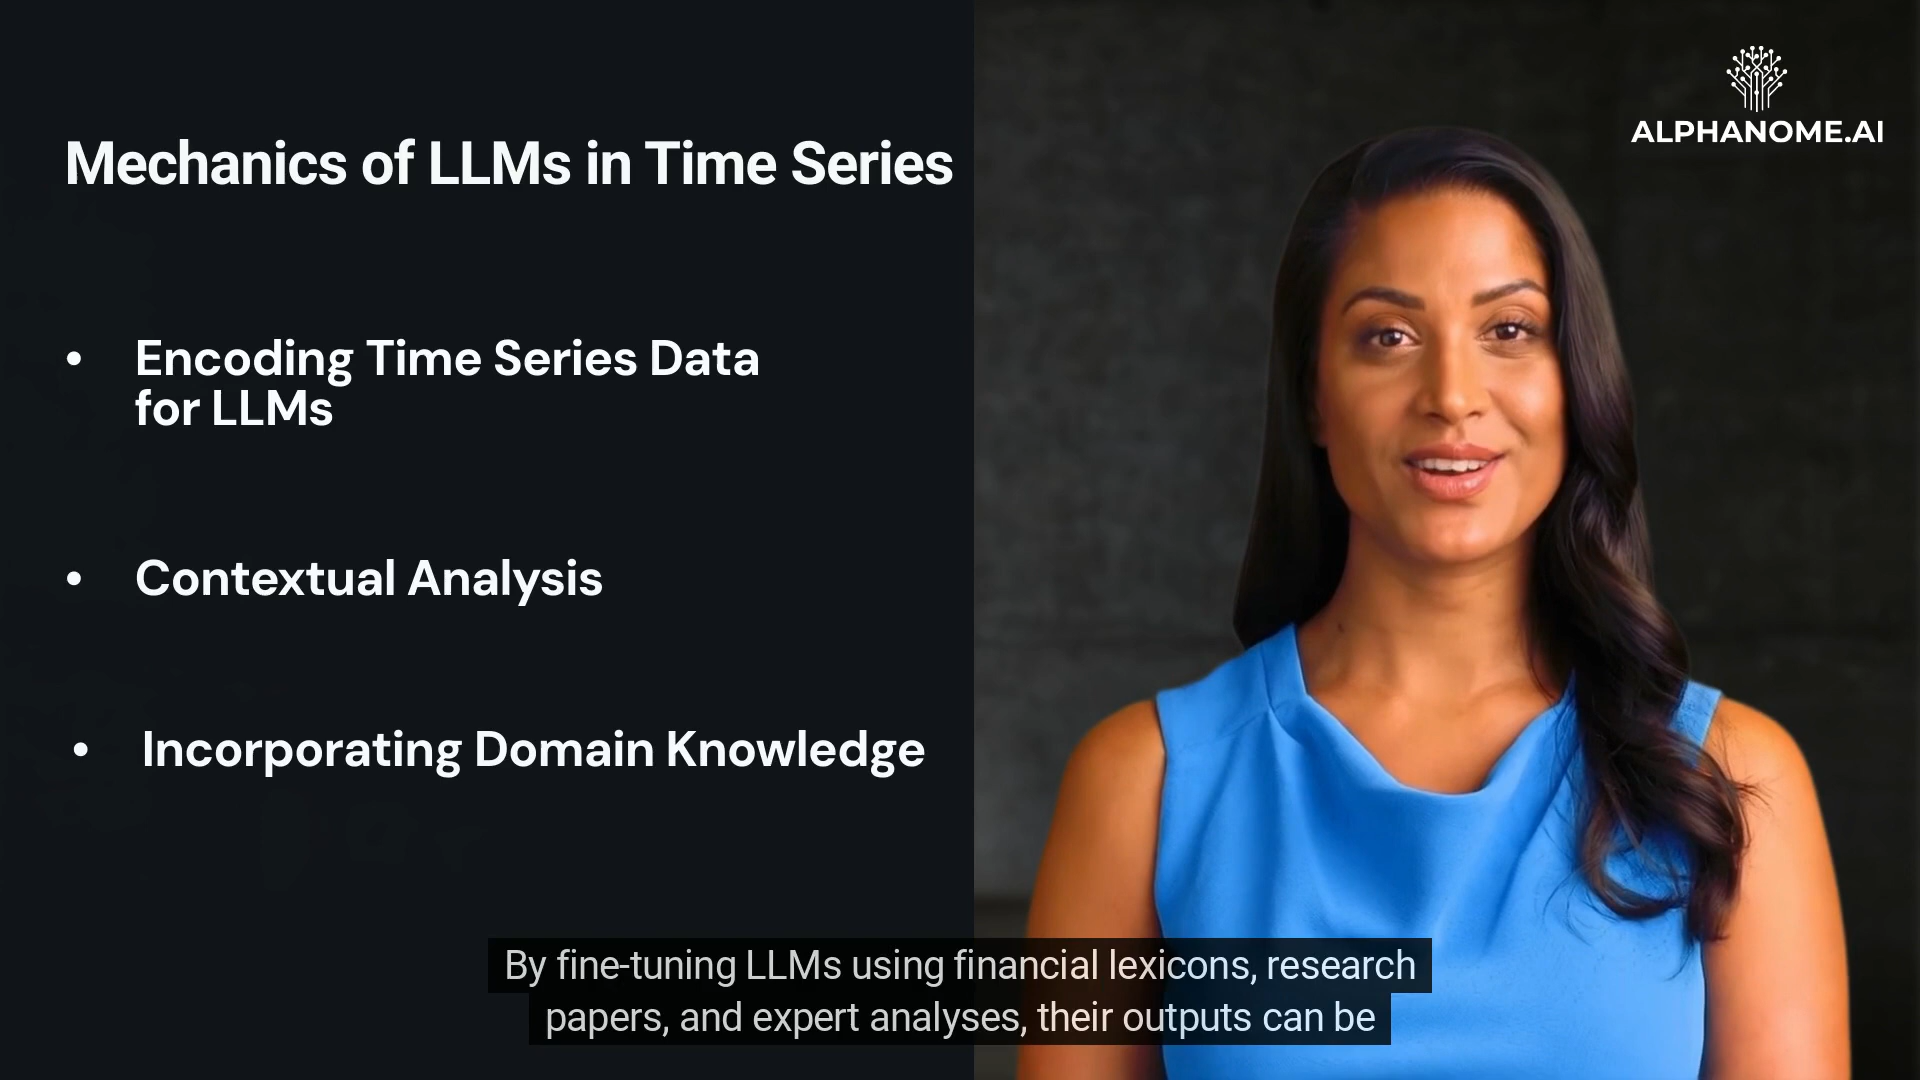 ALPHANOME.AI
Mechanics of LLMs in Time Series
• Encoding Time Series Data
for LLMs
• Contextual Analysis
• Incorporating Domain Knowledge
By fine-tuning LLMs using financial lexicons, research
papers, and expert analyses, their outputs can be